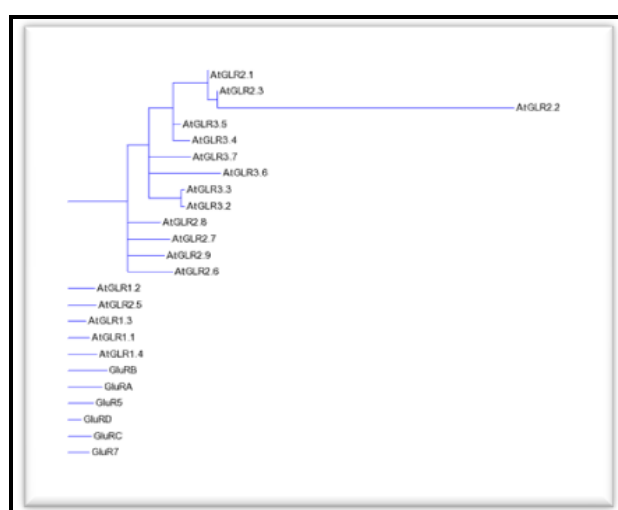 AtGLR2.1
AtGLR2.3
AtGLR2.2
AtGLR3.5
AtGLR3.4
AtGLR3.7
AtGLR3.6
AtGLR3.3
AtGLR3.2
AtGLR2.8
AtGLR2.7
AtGLR2.9
AtGLR2.6
AtGLR1.2
AtGLR2.5
AtGLR1.3
AtGLR1.1
AtGLR1.4
GluRB
GluRA
GluR5
GluRD
GluRC
GluR7